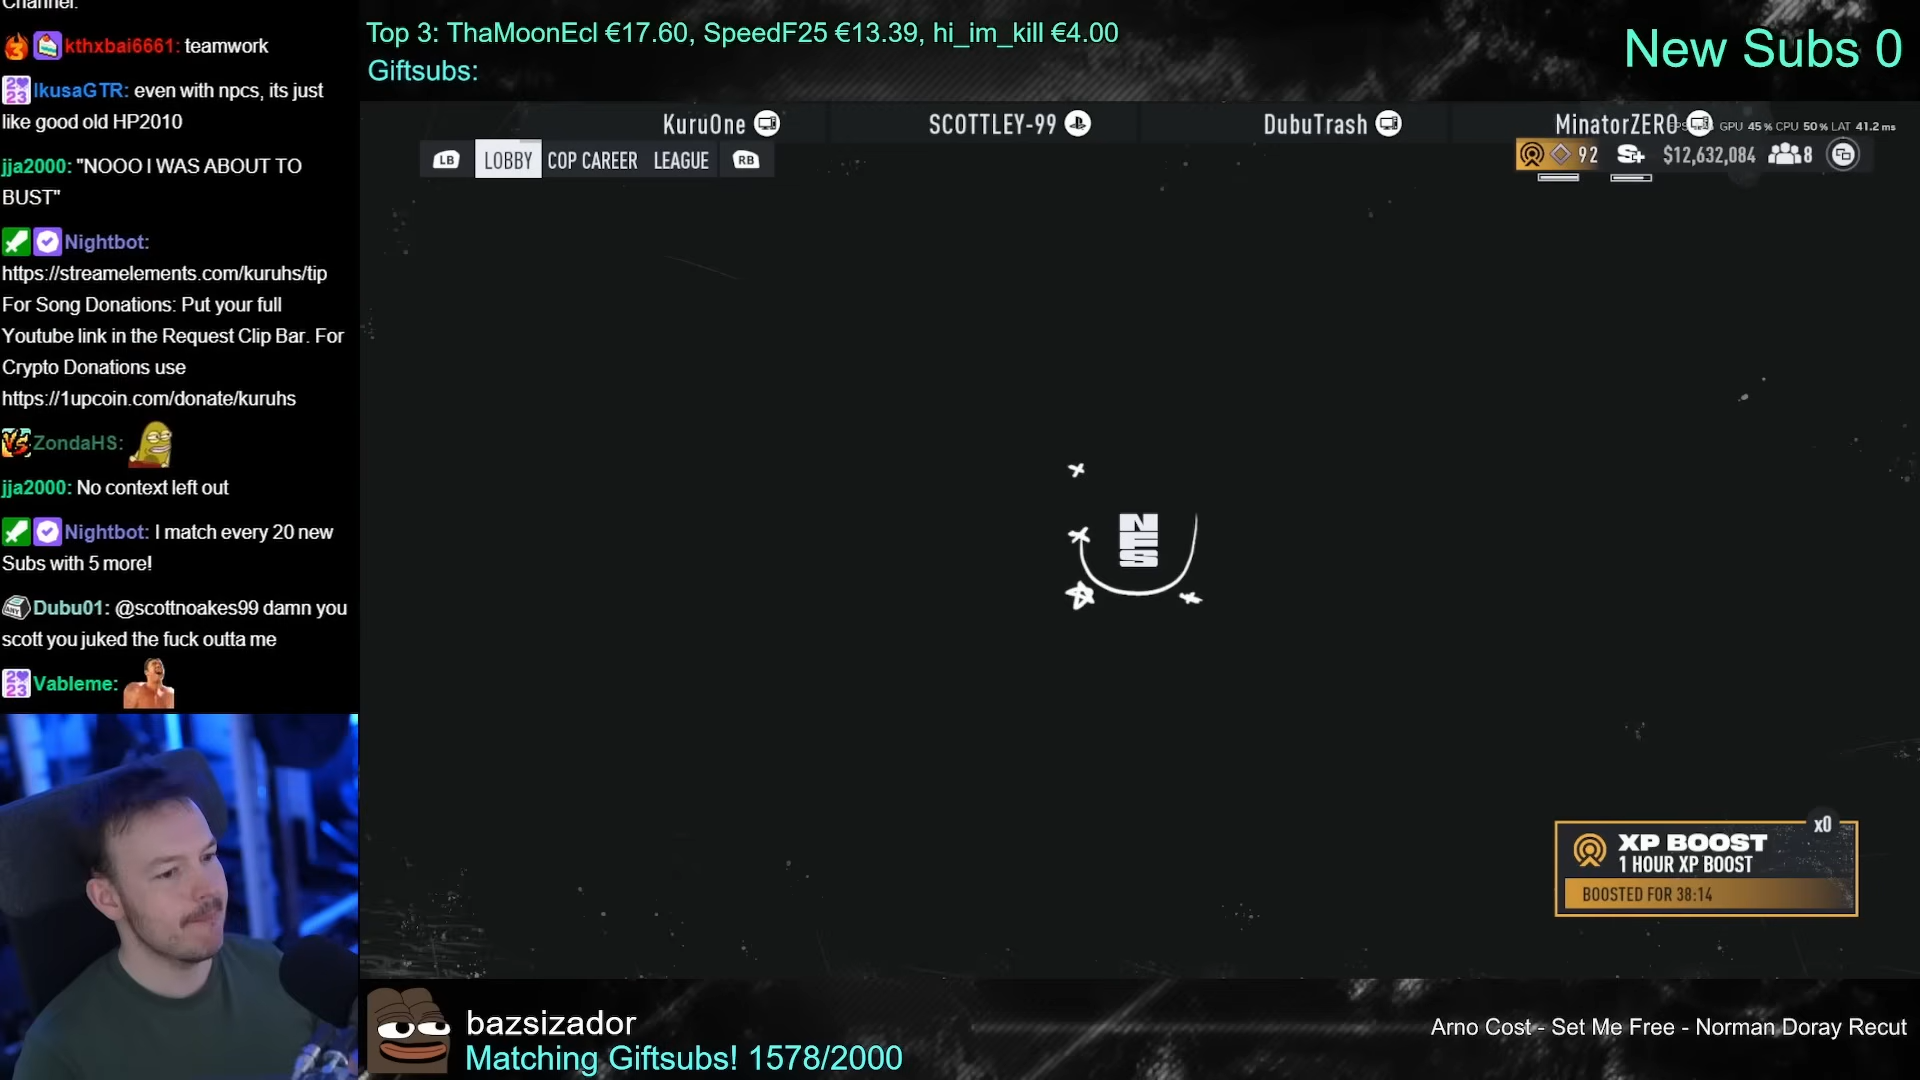 Channel.
kthxbai6661: teamwork
IkusaGTR: even with npcs, its just
like good old HP2010
jja2000: "NOOO I WAS ABOUT TO
BUST"
Nightbot:
https://streamelements.com/kuruhs/tip
For Song Donations: Put your full
Youtube link in the Request Clip Bar. For
Crypto Donations use
https://1upcoin.com/donate/kuruhs
ZondaHS:
jja2000: No context left out
Nightbot: I match every 20 new
Subs with 5 more!
Dubu01: @scottnoakes99 damn you
scott you juked the fuck outta me
Vableme:
Top 3: ThaMoonEcl €17.60, SpeedF25 €13.39, hi_im_kill €4.00
Giftsubs:
New Subs 0
KuruOne SCOTTLEY-99 DubuTrash MinatorZERO
GPU 45 % CPU 50 % LAT 41.2 ms
LB LOBBY COP CAREER LEAGUE RB
92 $12,632,084 8
NFS
x0
XP BOOST
1 HOUR XP BOOST
BOOSTED FOR 38:14
bazsizador
Matching Giftsubs! 1578/2000
Arno Cost - Set Me Free - Norman Doray Recut